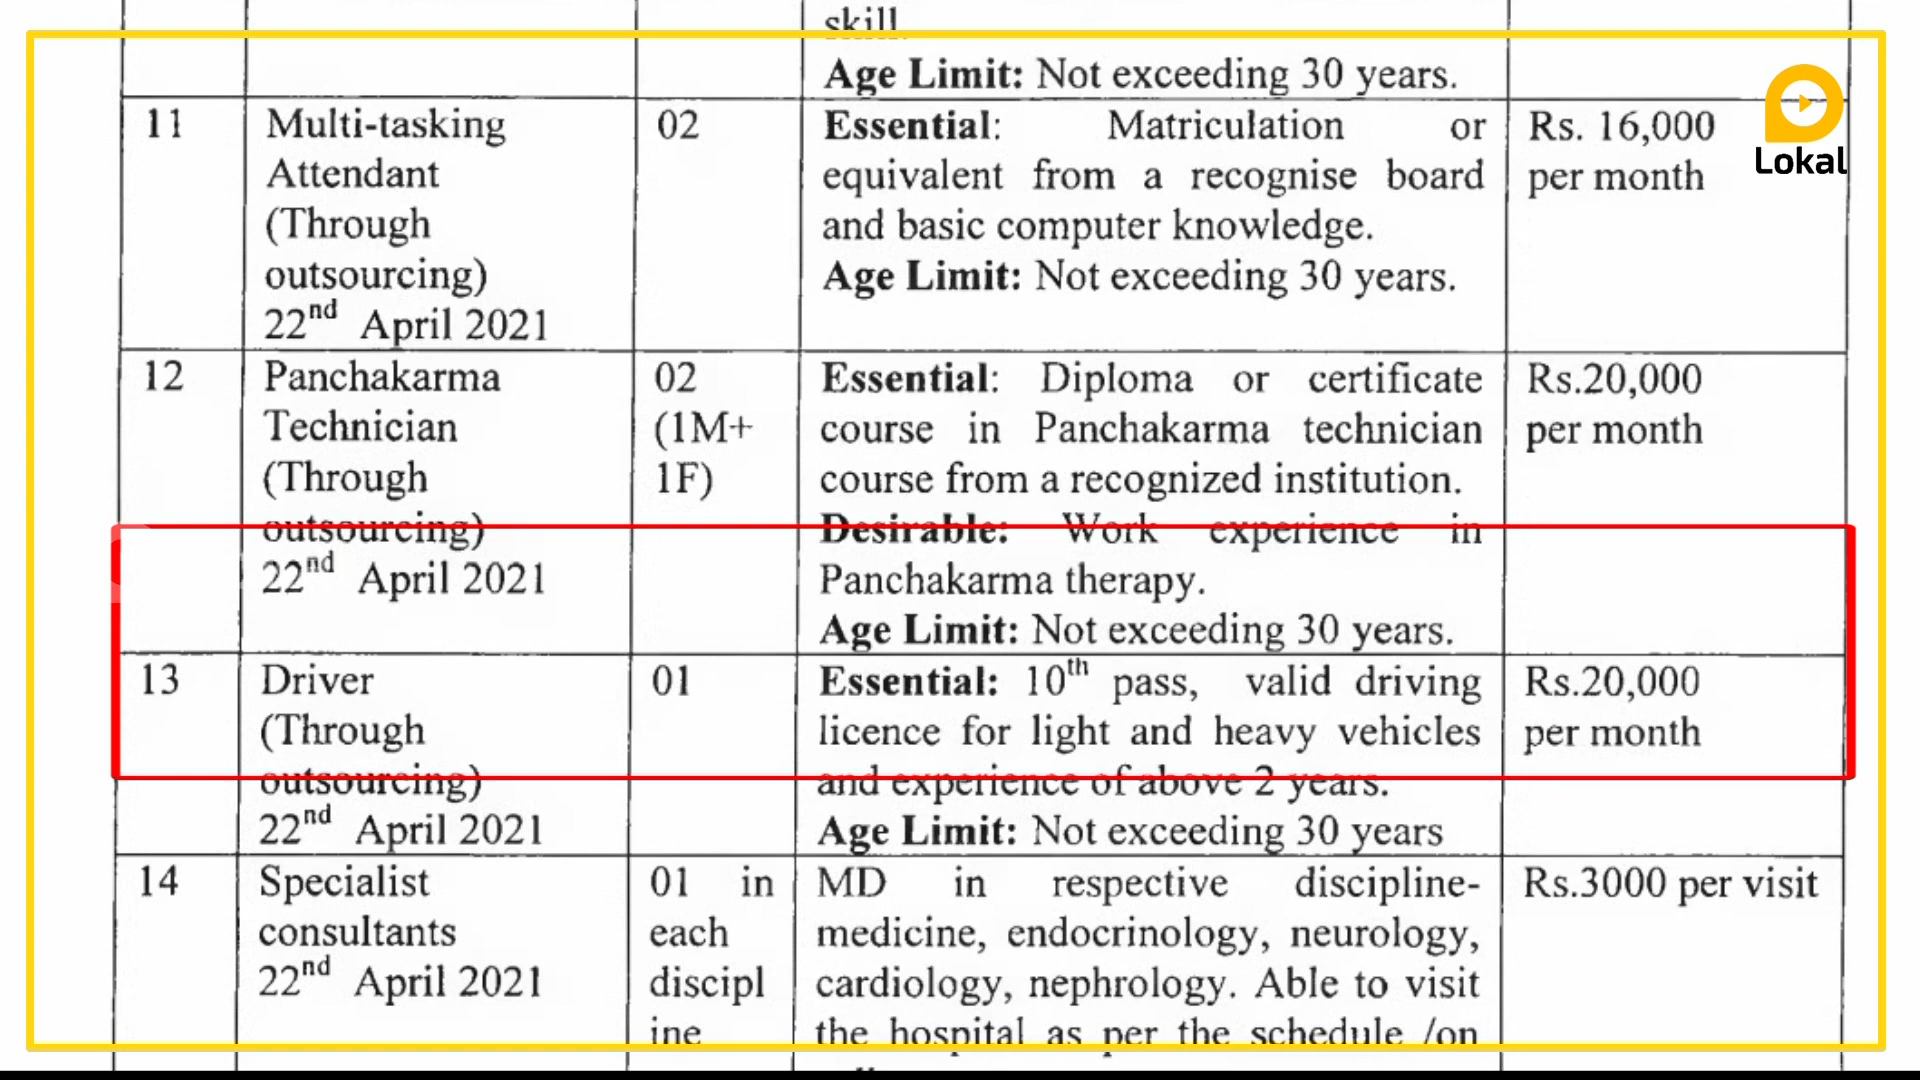 skill.
Age Limit: Not exceeding 30 years.
Lokal
11
Multi-tasking
Attendant
(Through
outsourcing)
22nd April 2021
02
Essential: Matriculation or
equivalent from a recognise board
and basic computer knowledge.
Age Limit: Not exceeding 30 years.
Rs. 16,000
per month
12
Panchakarma
Technician
(Through
outsourcing)
22nd April 2021
02
(1M+
1F)
Essential: Diploma or certificate
course in Panchakarma technician
course from a recognized institution.
Desirable: Work experience in
Panchakarma therapy.
Age Limit: Not exceeding 30 years.
Rs.20,000
per month
13
Driver
(Through
outsourcing)
22nd April 2021
01
Essential: 10th pass, valid driving
licence for light and heavy vehicles
and experience of above 2 years.
Age Limit: Not exceeding 30 years
Rs.20,000
per month
14
Specialist
consultants
22nd April 2021
01 in
each
discipl
ine
MD in respective discipline-
medicine, endocrinology, neurology,
cardiology, nephrology. Able to visit
the hospital as per the schedule /on
Rs.3000 per visit